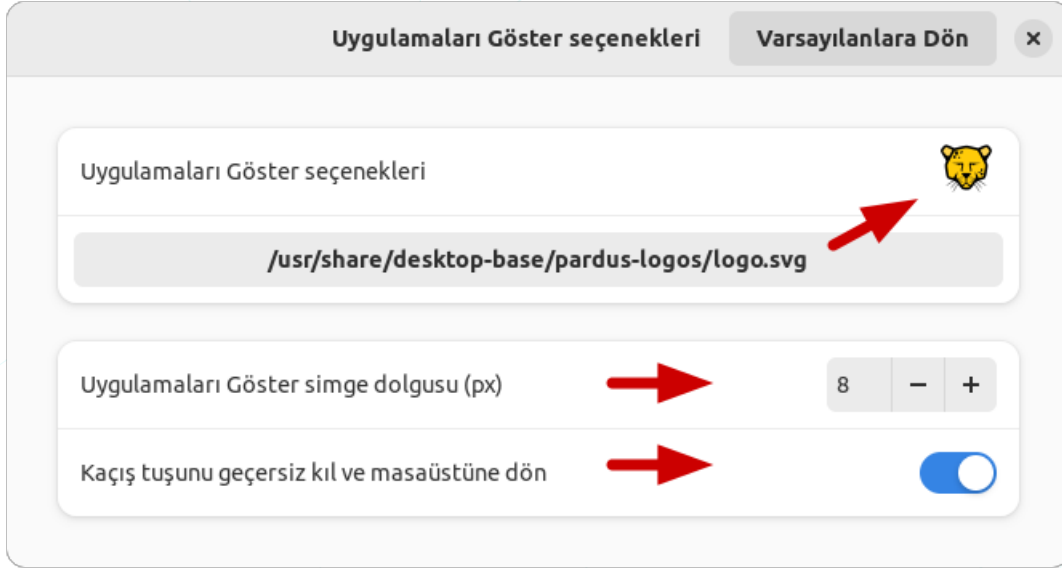 Uygulamaları Göster seçenekleri
Varsayılanlara Dön
Uygulamaları Göster seçenekleri
/usr/share/desktop-base/pardus-logos/logo.svg
Uygulamaları Göster simge dolgusu (px)
8
Kaçış tuşunu geçersiz kıl ve masaüstüne dön